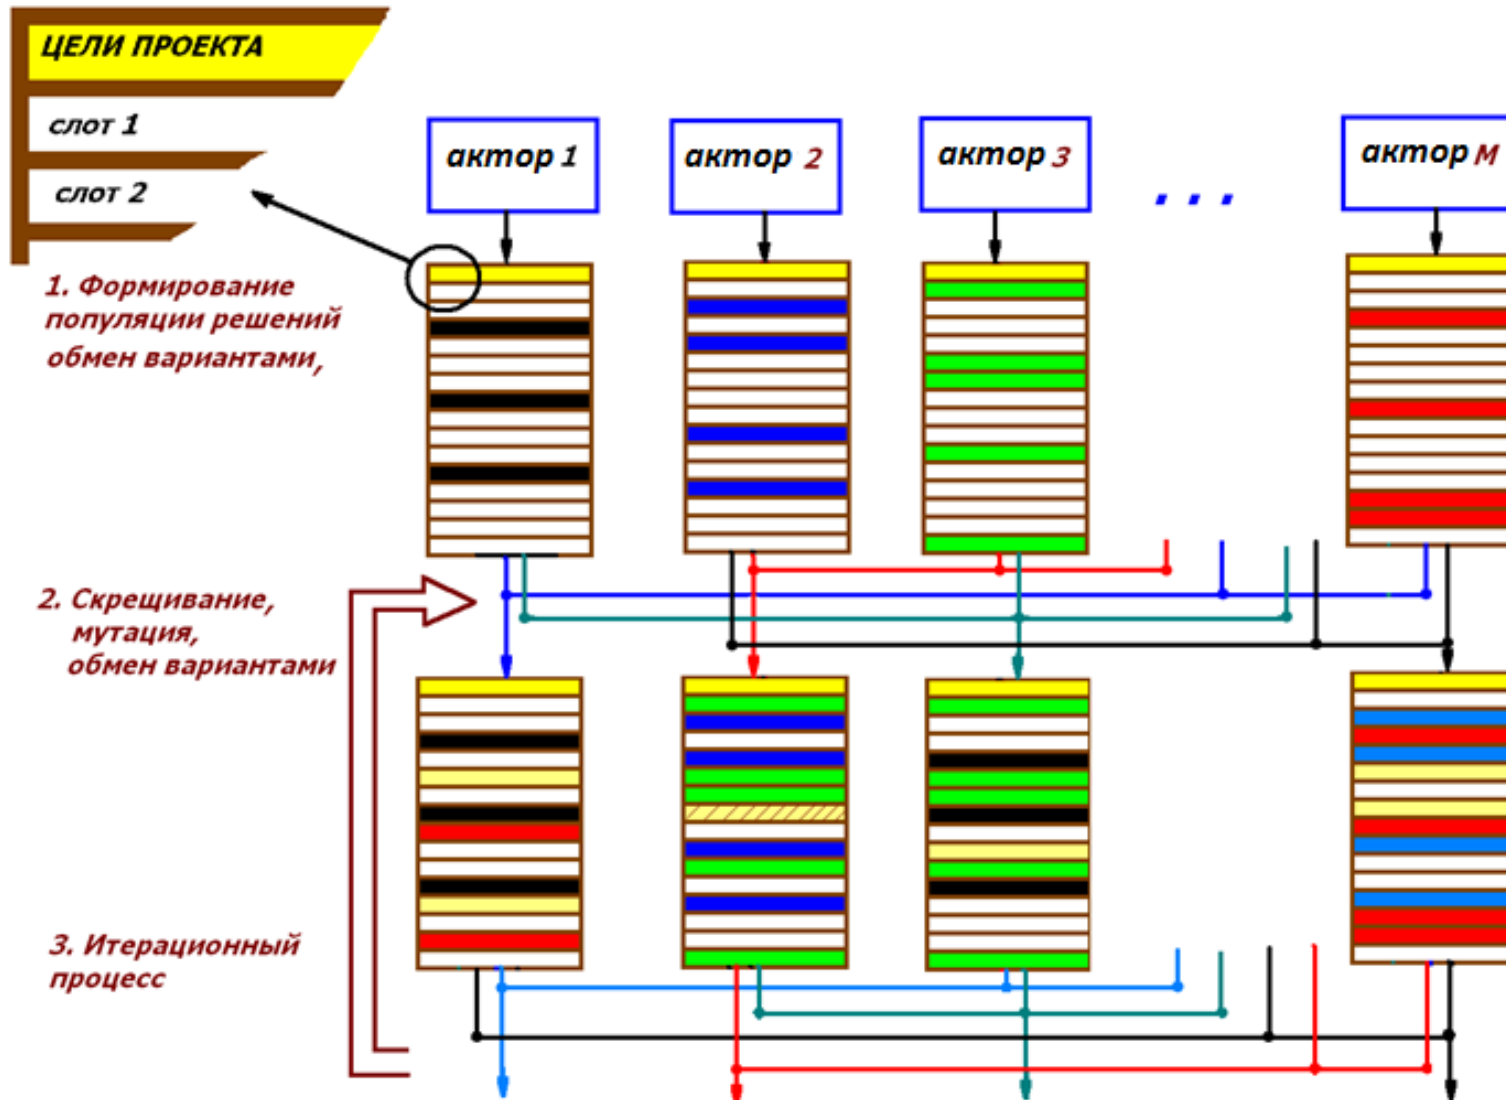 ЦЕЛИ ПРОЕКТА
слот 1
слот 2
актор 1
актор 2
актор 3
. . .
актор М
1. Формирование
популяции решений
обмен вариантами,
2. Скрещивание,
мутация,
обмен вариантами
3. Итерационный
процесс